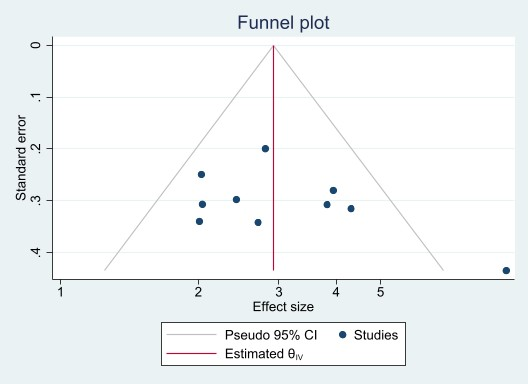 Funnel plot
0
.1
.2
.3
.4
Standard error
1 2 3 4 5
Effect size
Pseudo 95% CI Studies
Estimated θIV